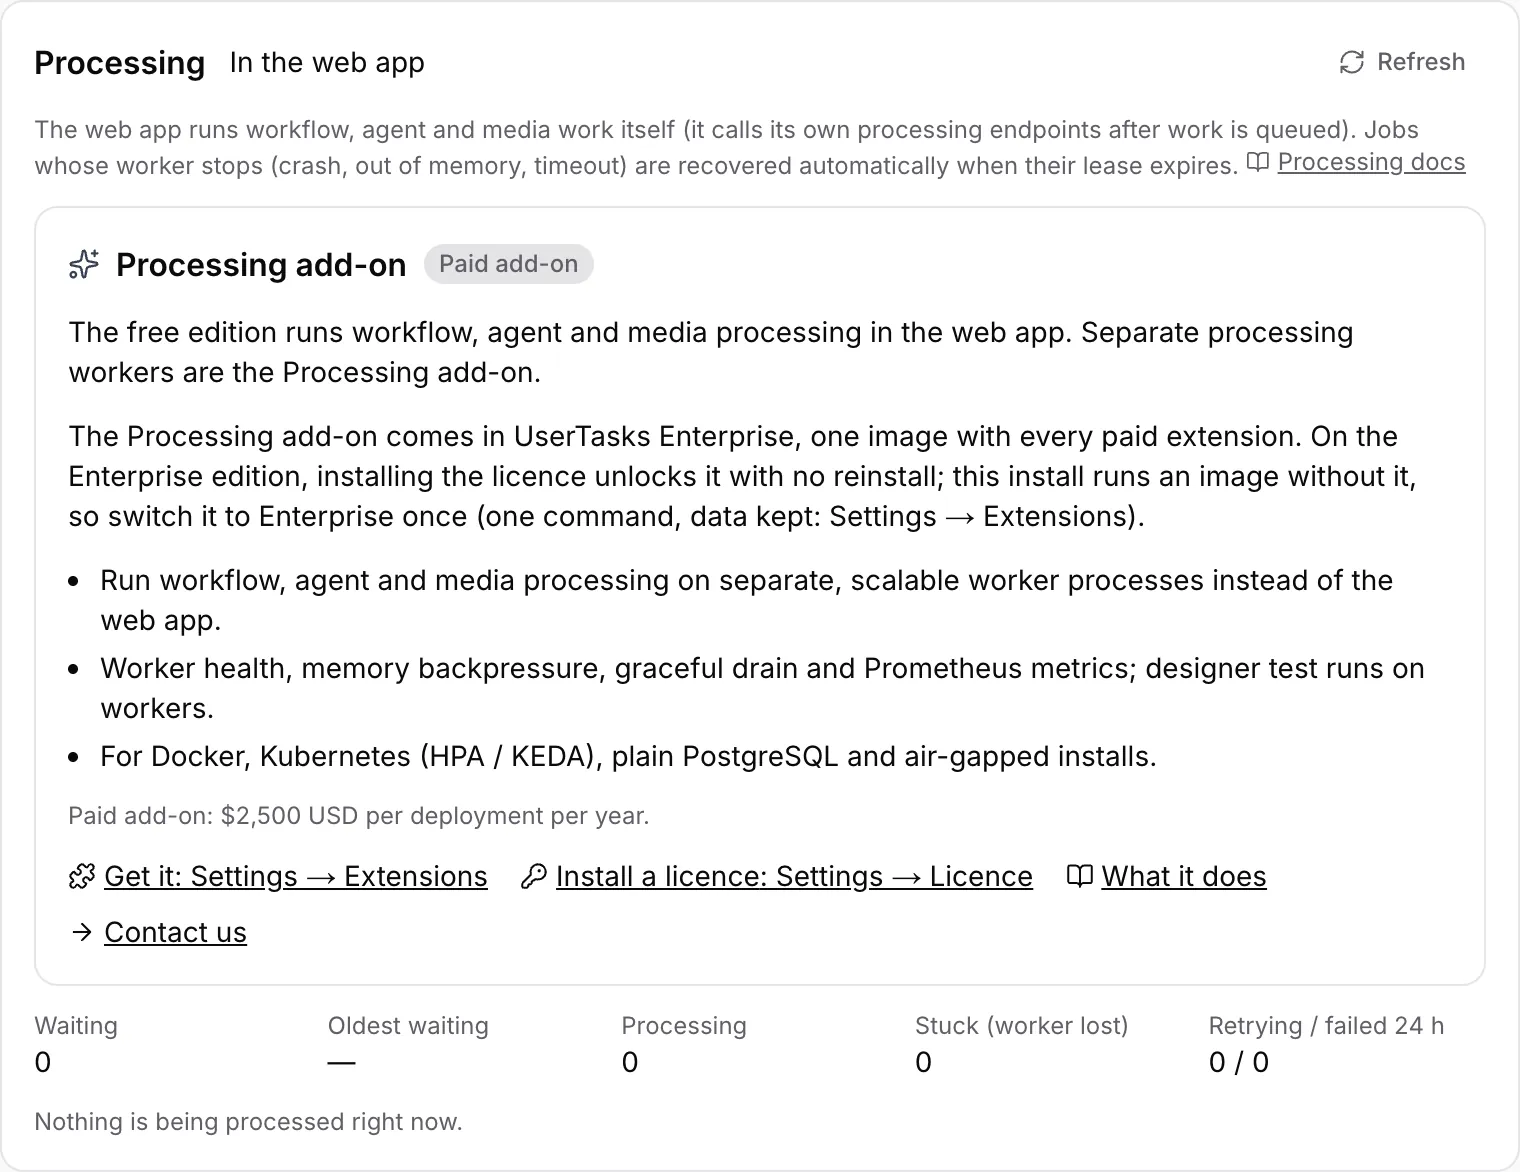 Processing In the web app
Refresh
The web app runs workflow, agent and media work itself (it calls its own processing endpoints after work is queued). Jobs
whose worker stops (crash, out of memory, timeout) are recovered automatically when their lease expires. Processing docs
Processing add-on Paid add-on
The free edition runs workflow, agent and media processing in the web app. Separate processing
workers are the Processing add-on.
The Processing add-on comes in UserTasks Enterprise, one image with every paid extension. On the
Enterprise edition, installing the licence unlocks it with no reinstall; this install runs an image without it,
so switch it to Enterprise once (one command, data kept: Settings → Extensions).
• Run workflow, agent and media processing on separate, scalable worker processes instead of the
web app.
• Worker health, memory backpressure, graceful drain and Prometheus metrics; designer test runs on
workers.
• For Docker, Kubernetes (HPA / KEDA), plain PostgreSQL and air-gapped installs.
Paid add-on: $2,500 USD per deployment per year.
Get it: Settings → Extensions Install a licence: Settings → Licence What it does
→ Contact us
Waiting Oldest waiting Processing Stuck (worker lost) Retrying / failed 24 h
0 — 0 0 0 / 0
Nothing is being processed right now.